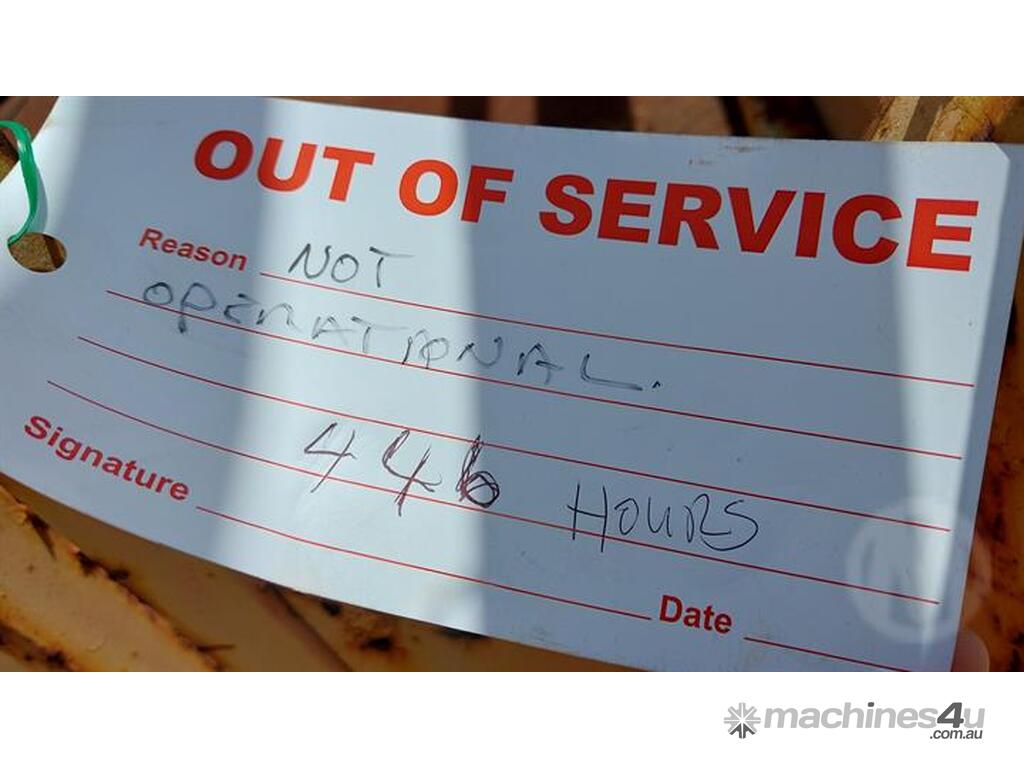 OUT OF SERVICE
Reason NOT
OPERATIONAL.
446 HOURS
Signature
Date
machines4u
.com.au